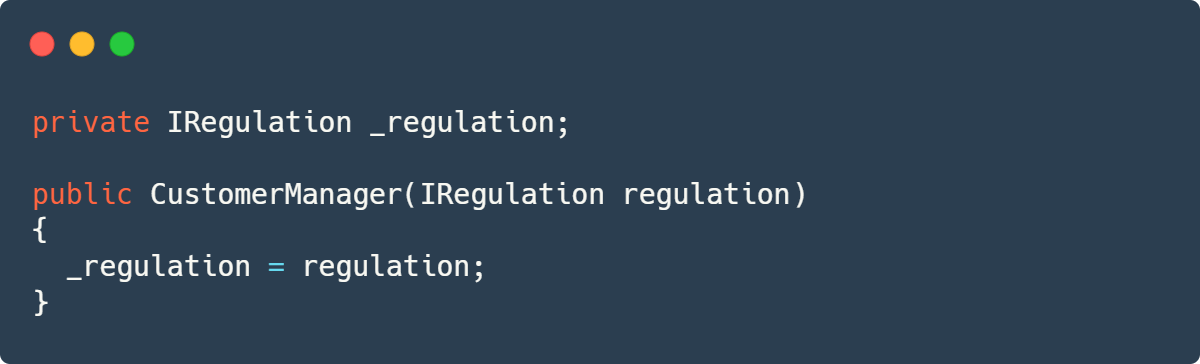 private IRegulation _regulation;
public CustomerManager(IRegulation regulation)
{
  _regulation = regulation;
}